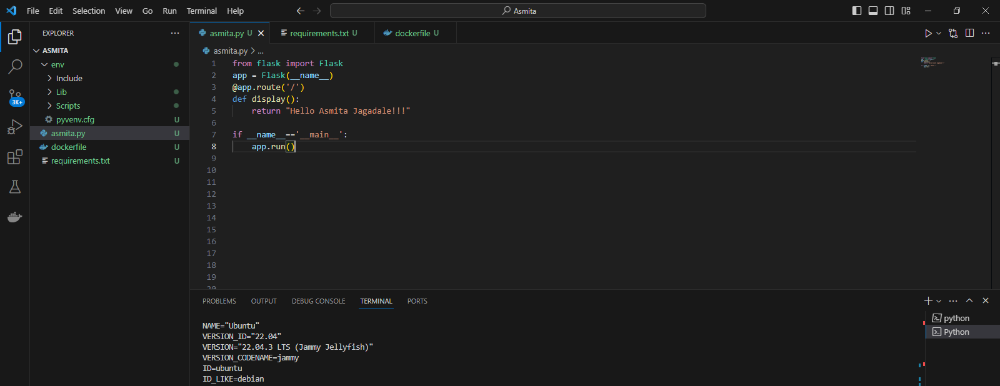 File Edit Selection View Go Run Terminal Help
Asmita
EXPLORER
ASMITA
env
Include
Lib
Scripts
pyvenv.cfg U
asmita.py U
dockerfile U
requirements.txt U
3K+
asmita.py U
requirements.txt U
dockerfile U
asmita.py > ...
1 from flask import Flask
2 app = Flask(__name__)
3 @app.route('/')
4 def display():
5     return "Hello Asmita Jagadale!!!"
6
7 if __name__=='__main__':
8     app.run()
9
10
11
12
13
14
15
16
17
18
19
20
PROBLEMS OUTPUT DEBUG CONSOLE TERMINAL PORTS
NAME="Ubuntu"
VERSION_ID="22.04"
VERSION="22.04.3 LTS (Jammy Jellyfish)"
VERSION_CODENAME=jammy
ID=ubuntu
ID_LIKE=debian
python
Python